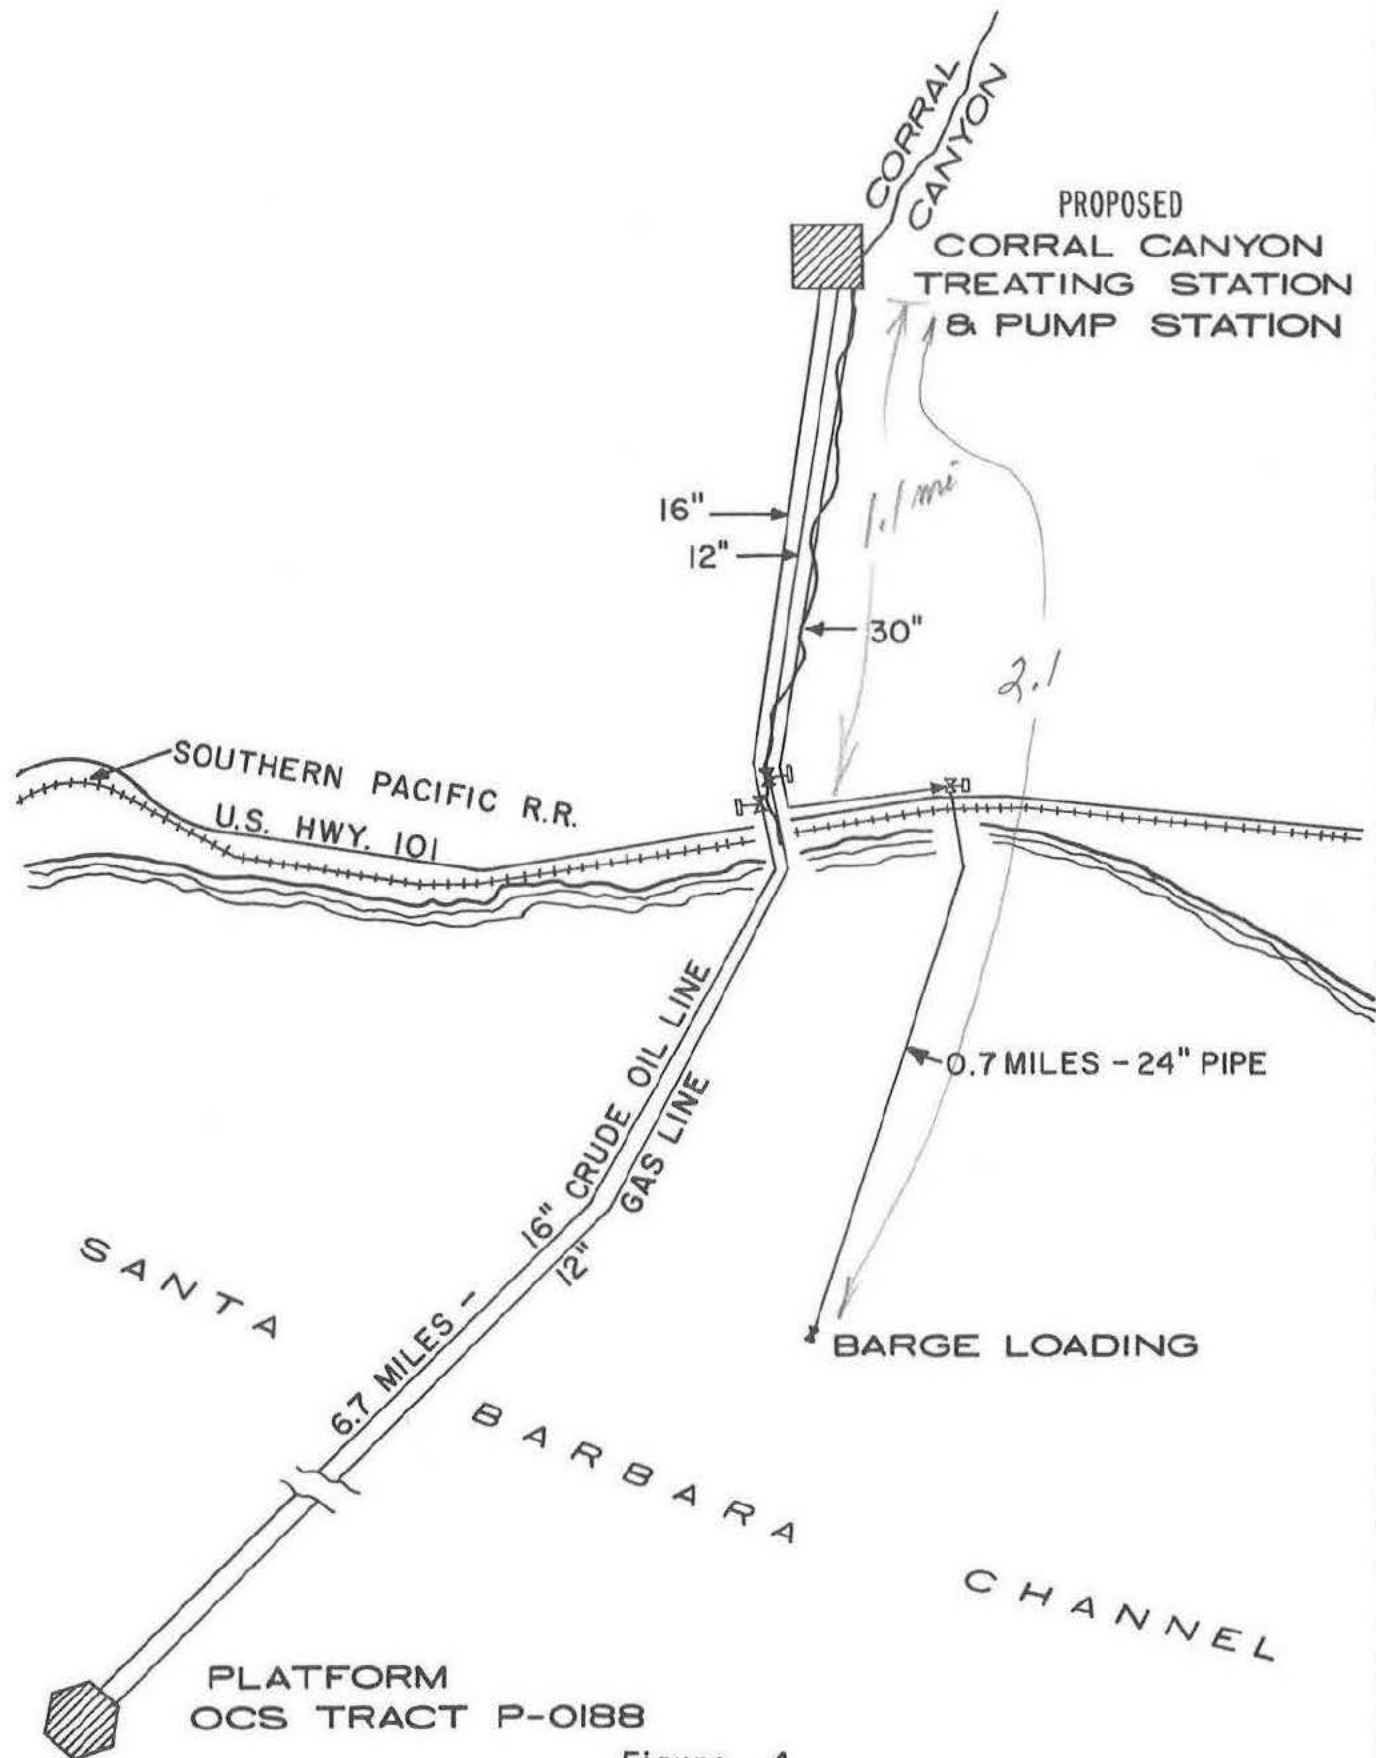 CORRAL
CANYON
PROPOSED
CORRAL CANYON
TREATING STATION
& PUMP STATION
16"
12"
1.1 mi
30"
2.1
SOUTHERN PACIFIC R.R.
U.S. HWY. 101
0.7 MILES - 24" PIPE
6.7 MILES - 16" CRUDE OIL LINE
12" GAS LINE
BARGE LOADING
SANTA
BARBARA
CHANNEL
PLATFORM
OCS TRACT P-0188
Figure 4